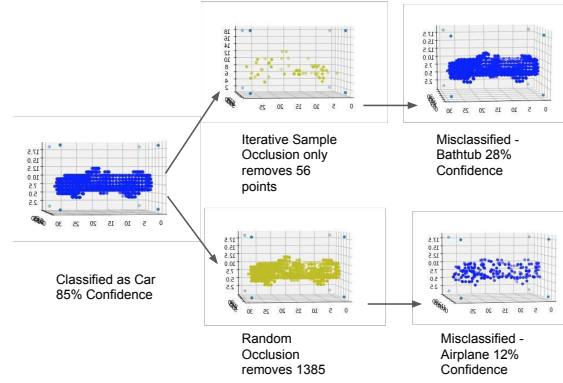 Iterative Sample
Occlusion only
removes 56
points
Misclassified -
Bathtub 28%
Confidence
Classified as Car
85% Confidence
Random
Occlusion
removes 1385
Misclassified -
Airplane 12%
Confidence